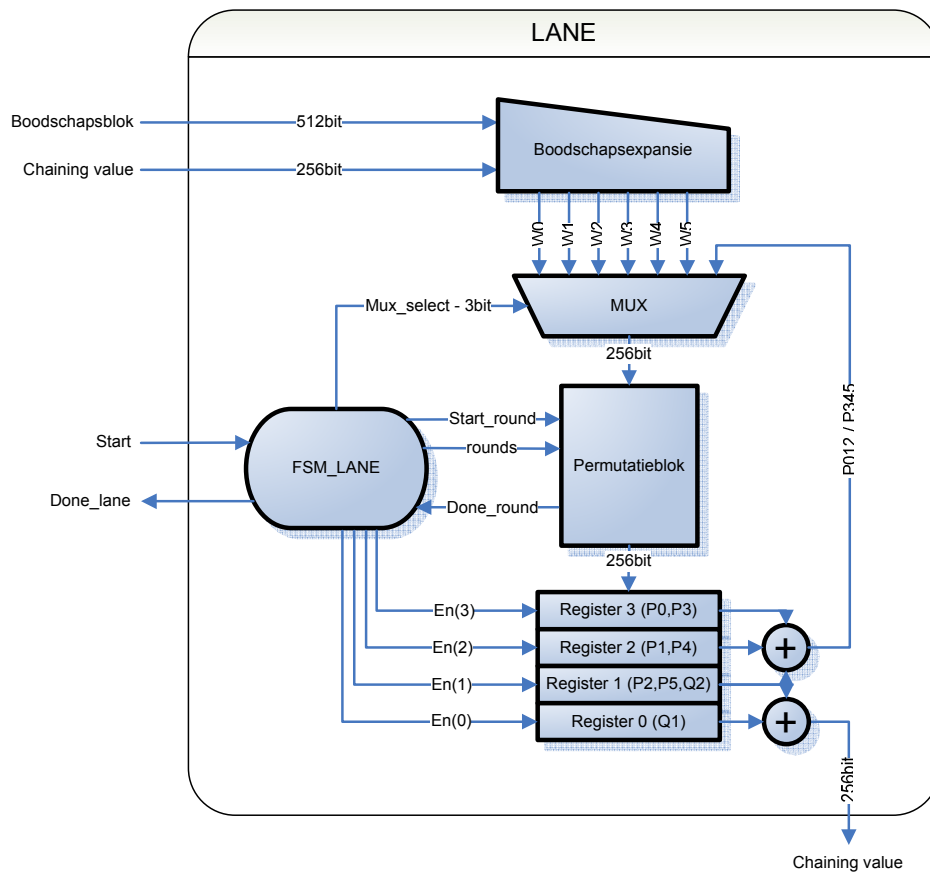 LANE
Boodschapsblok
512bit
Chaining value
256bit
Boodschapsexpansie
W0
W1
W2
W3
W4
W5
Mux_select - 3bit
MUX
256bit
P012 / P345
Start
Done_lane
FSM_LANE
Start_round
rounds
Done_round
Permutatieblok
256bit
En(3)
Register 3 (P0,P3)
En(2)
Register 2 (P1,P4)
+
En(1)
Register 1 (P2,P5,Q2)
En(0)
Register 0 (Q1)
+
256bit
Chaining value